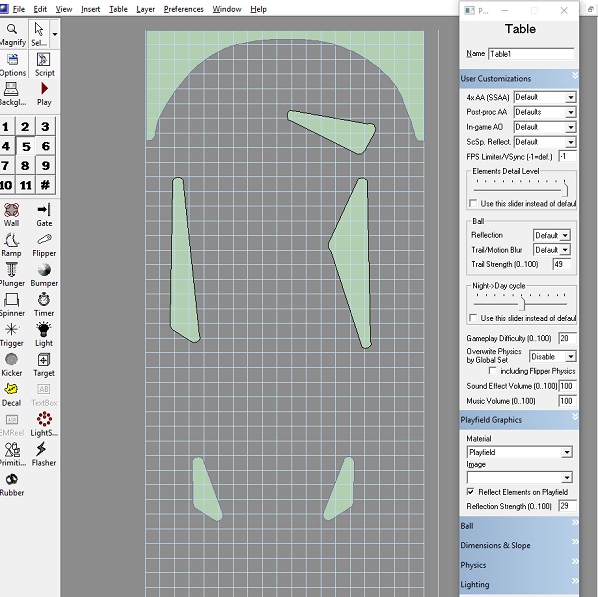 File Edit View Insert Table Layer Preferences Window Help
P...
Magnify Sel...
Options Script
Backgl... Play
1 2 3
4 5 6
7 8 9
10 11 #
Wall Gate
Ramp Flipper
Plunger Bumper
Spinner Timer
Trigger Light
Kicker Target
Decal TextBox
EMReel LightS...
Primiti... Flasher
Rubber
Table
Name Table1
User Customizations
4x AA (SSAA) Default
Post-proc AA Defaults
In-game AO Default
ScSp. Reflect. Default
FPS Limiter/VSync (-1=def.) -1
Elements Detail Level
Use this slider instead of defaul
Ball
Reflection Default
Trail/Motion Blur Default
Trail Strength (0..100) 49
Night->Day cycle
Use this slider instead of defaul
Gameplay Difficulty (0..100) 20
Overwrite Physics
by Global Set Disable
including Flipper Physics
Sound Effect Volume (0..100) 100
Music Volume (0..100) 100
Playfield Graphics
Material
Playfield
Image
Reflect Elements on Playfield
Reflection Strength (0..100) 29
Ball
Dimensions & Slope
Physics
Lighting